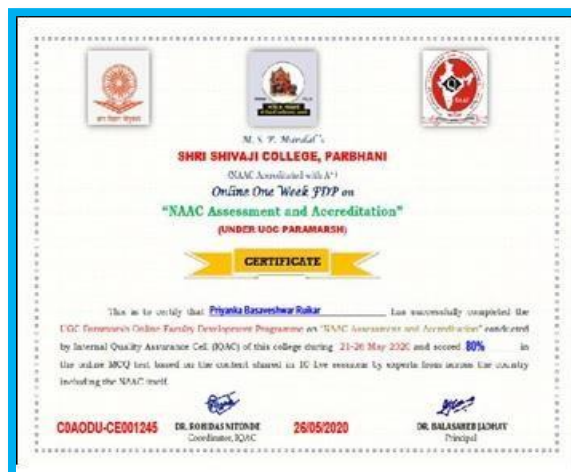 M. S. P. Mandal's
SHRI SHIVAJI COLLEGE, PARBHANI
(NAAC Accredited with A+)
Online One Week FDP on
"NAAC Assessment and Accreditation"
(UNDER UGC PARAMARSH)
CERTIFICATE
This is to certify that Priyanka Basaveshwar Ruikar has successfully completed the
UGC Paramarsh Online Faculty Development Programme on "NAAC Assessment and Accreditation" conducted
by Internal Quality Assurance Cell (IQAC) of this college during 21-26 May 2020 and scored 80% in
the online MCQ test based on the content shared in 10 live sessions by experts from across the country
including the NAAC itself.
C0AODU-CE001245 DR. ROHIDAS NITONDE 26/05/2020 DR. BALASAHEB JADHAV
Coordinator, IQAC Principal